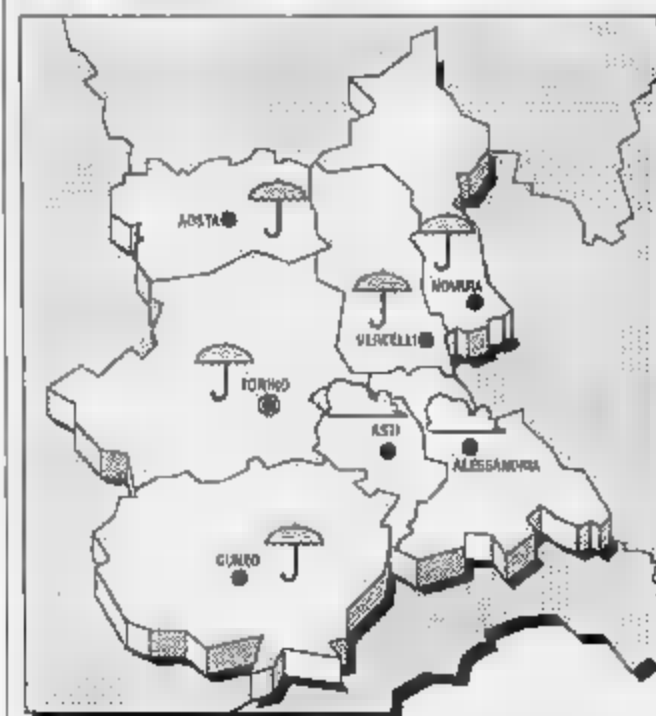 AOSTA
NOVARA
VERCELLI
TORINO
ASTI
ALESSANDRIA
CUNEO